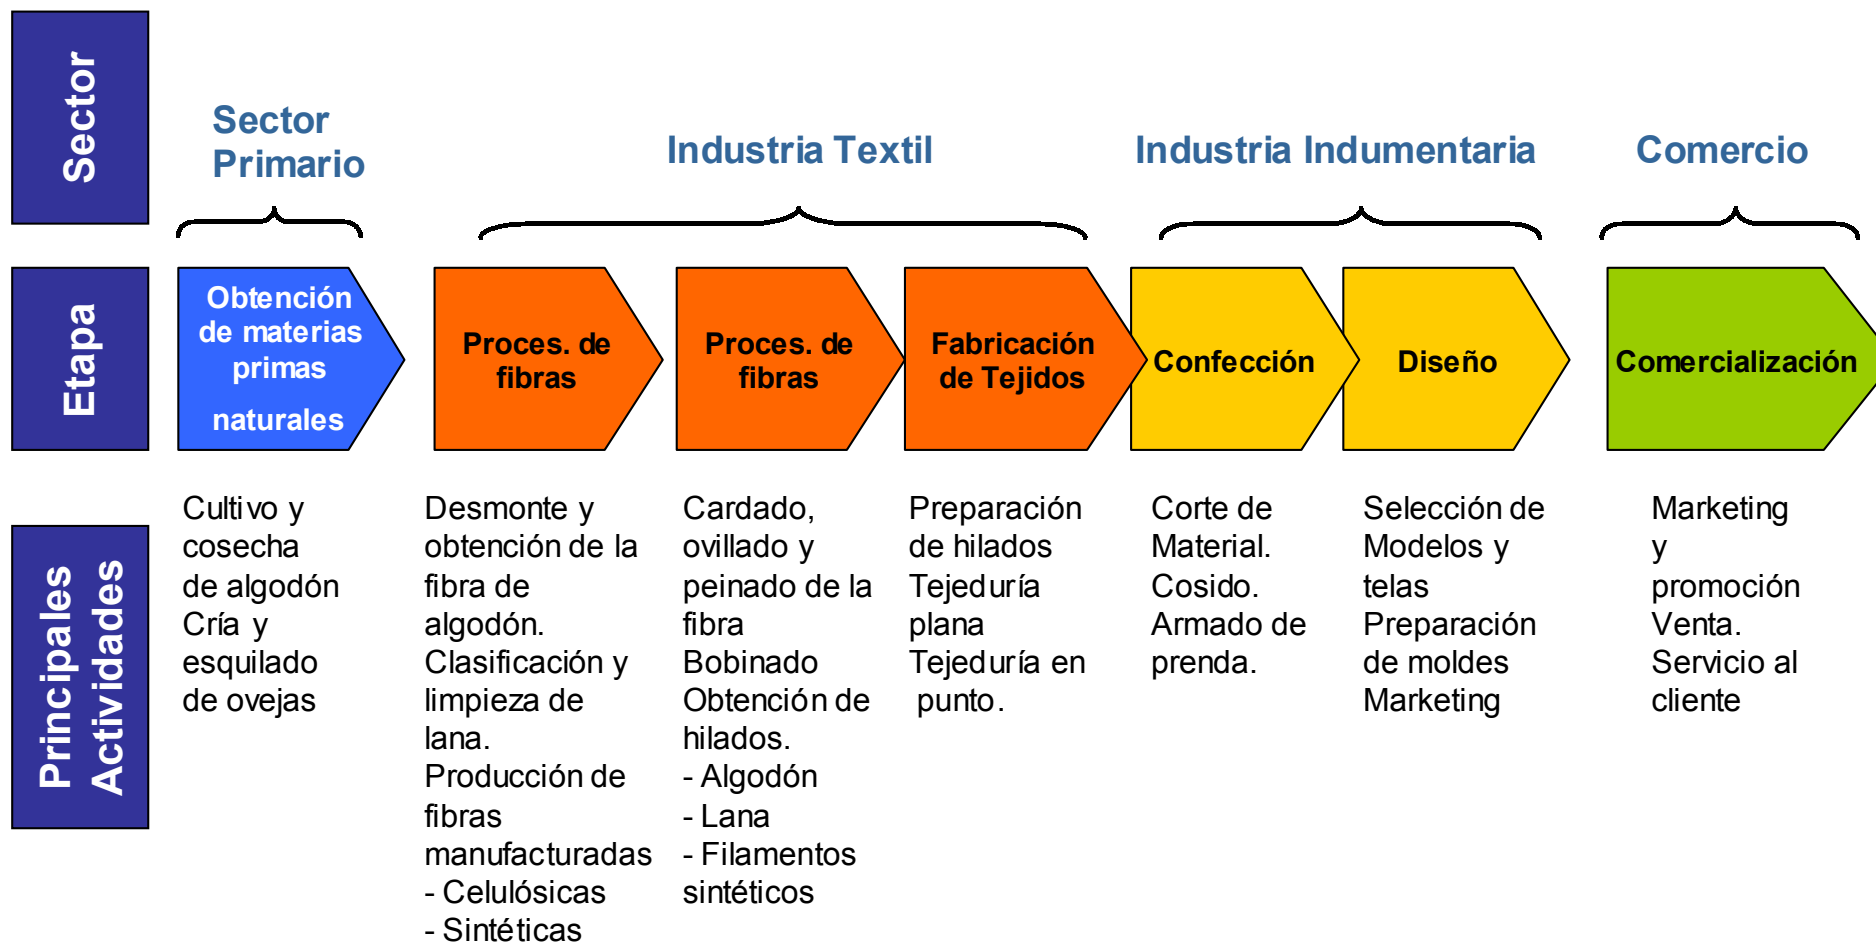 Sector
Sector
Primario
Industria Textil
Industria Indumentaria
Comercio
Etapa
Obtención
de materias
primas
naturales
Proces. de
fibras
Proces. de
fibras
Fabricación
de Tejidos
Confección
Diseño
Comercialización
Principales
Actividades
Cultivo y
cosecha
de algodón
Cría y
esquilado
de ovejas
Desmonte y
obtención de la
fibra de
algodón.
Clasificación y
limpieza de
lana.
Producción de
fibras
manufacturadas
- Celulósicas
- Sintéticas
Cardado,
ovillado y
peinado de la
fibra
Bobinado
Obtención de
hilados.
- Algodón
- Lana
- Filamentos
sintéticos
Preparación
de hilados
Tejeduría
plana
Tejeduría en
punto.
Corte de
Material.
Cosido.
Armado de
prenda.
Selección de
Modelos y
telas
Preparación
de moldes
Marketing
Marketing
y
promoción
Venta.
Servicio al
cliente